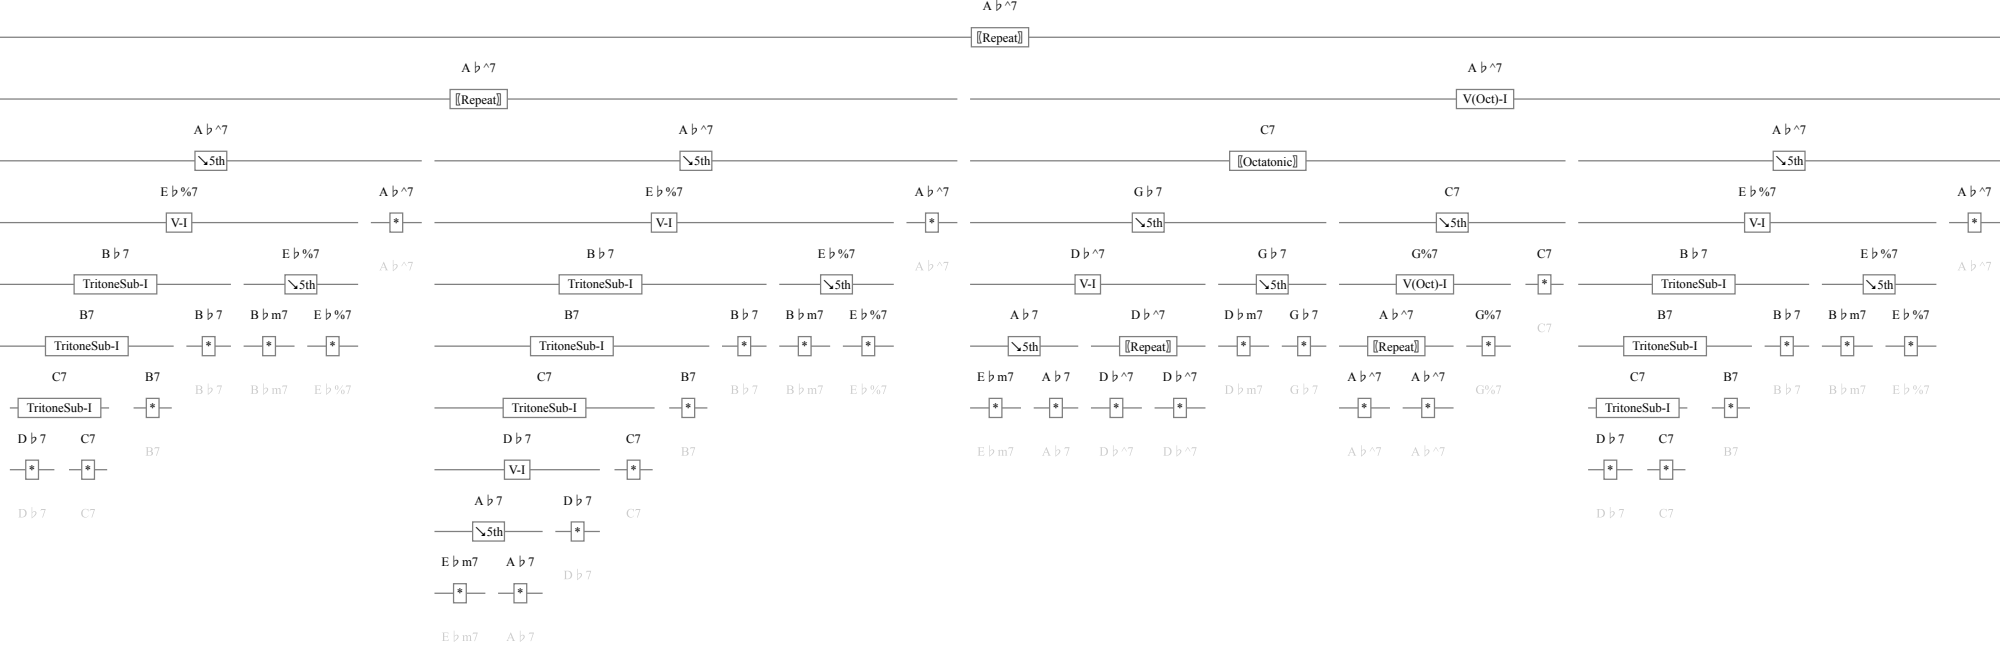 A♭^7
⟦Repeat⟧
A♭^7 A♭^7
⟦Repeat⟧ V(Oct)-I
A♭^7 A♭^7 C7 A♭^7
↘5th ↘5th ⟦Octatonic⟧ ↘5th
E♭%7 A♭^7 E♭%7 A♭^7 G♭7 C7 E♭%7 A♭^7
V-I * V-I * ↘5th ↘5th V-I *
B♭7 E♭%7 A♭^7 B♭7 E♭%7 A♭^7 D♭^7 G♭7 G%7 C7 B♭7 E♭%7 A♭^7
TritoneSub-I ↘5th TritoneSub-I ↘5th V-I ↘5th V(Oct)-I * TritoneSub-I ↘5th
B7 B♭7 B♭m7 E♭%7 B7 B♭7 B♭m7 E♭%7 A♭7 D♭^7 D♭m7 G♭7 A♭^7 G%7 C7 B7 B♭7 B♭m7 E♭%7
TritoneSub-I * * * TritoneSub-I * * * ↘5th ⟦Repeat⟧ * * ⟦Repeat⟧ * TritoneSub-I * * *
C7 B7 B♭7 B♭m7 E♭%7 C7 B7 B♭7 B♭m7 E♭%7 E♭m7 A♭7 D♭^7 D♭^7 D♭m7 G♭7 A♭^7 A♭^7 G%7 C7 B7 B♭7 B♭m7 E♭%7
TritoneSub-I * TritoneSub-I * * * * * * * TritoneSub-I *
D♭7 C7 B7 D♭7 C7 B7 E♭m7 A♭7 D♭^7 D♭^7 A♭^7 A♭^7 D♭7 C7 B7
* * V-I * * *
D♭7 C7 A♭7 D♭7 C7 D♭7 C7
↘5th *
E♭m7 A♭7 D♭7
* *
E♭m7 A♭7